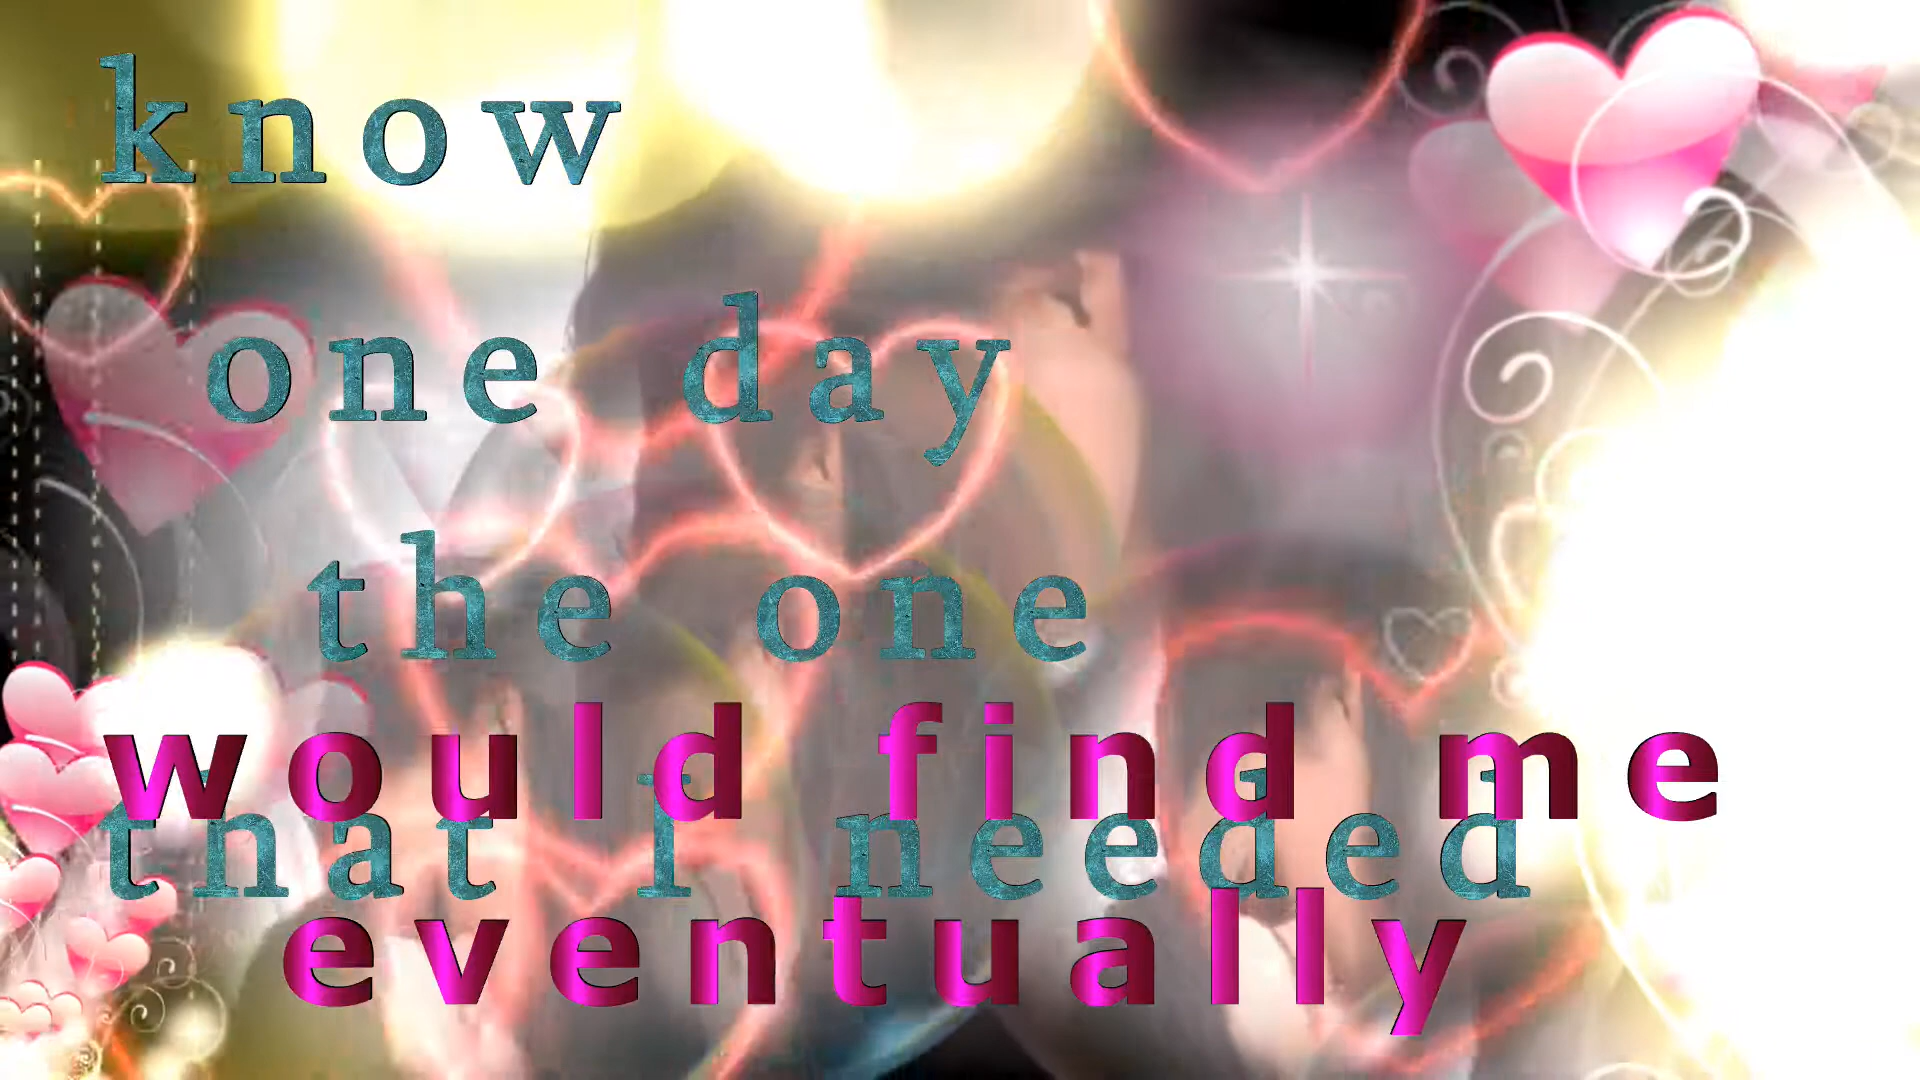 know
one day
the one
would find me
that I needed
eventually